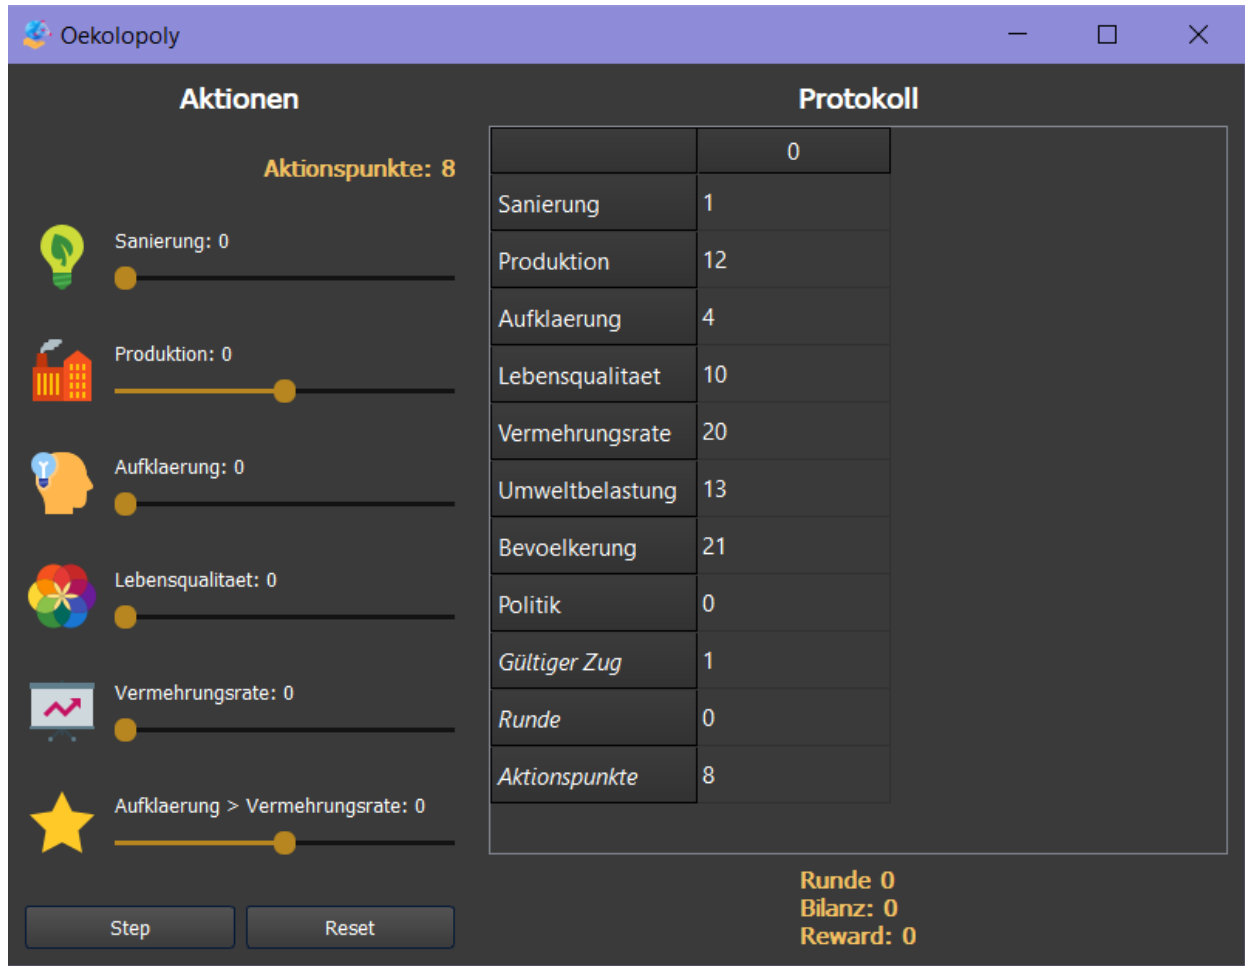 Oekolopoly
Aktionen
Aktionspunkte: 8
Sanierung: 0
Produktion: 0
Aufklaerung: 0
Lebensqualitaet: 0
Vermehrungsrate: 0
Aufklaerung > Vermehrungsrate: 0
Step Reset
Protokoll
0
Sanierung 1
Produktion 12
Aufklaerung 4
Lebensqualitaet 10
Vermehrungsrate 20
Umweltbelastung 13
Bevoelkerung 21
Politik 0
Gültiger Zug 1
Runde 0
Aktionspunkte 8
Runde 0
Bilanz: 0
Reward: 0